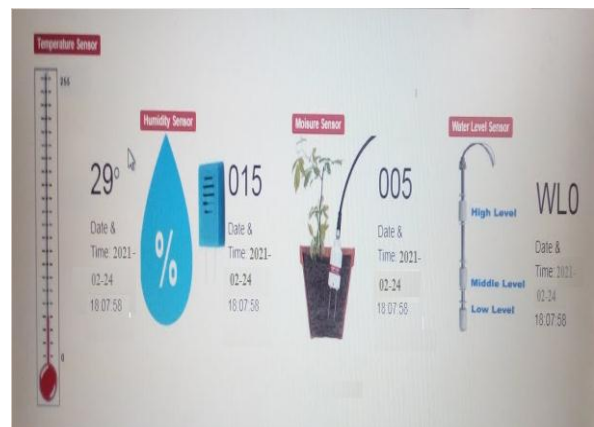 Temperature Sensor
255
0
29°
Date &
Time: 2021-
02-24
18:07:58
Humidity Sensor
%
015
Date &
Time: 2021-
02-24
18:07:58
Moisure Sensor
005
Date &
Time: 2021-
02-24
18:07:58
Water Level Sensor
High Level
Middle Level
Low Level
WL0
Date &
Time: 2021-
02-24
18:07:58